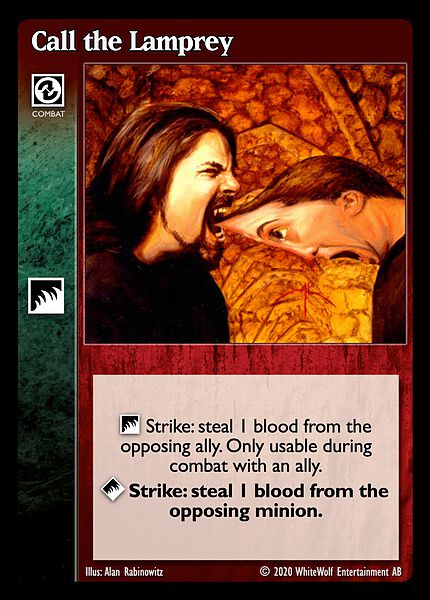 Call the Lamprey
COMBAT
Strike: steal 1 blood from the
opposing ally. Only usable during
combat with an ally.
Strike: steal 1 blood from the
opposing minion.
Illus: Alan Rabinowitz
© 2020 WhiteWolf Entertainment AB